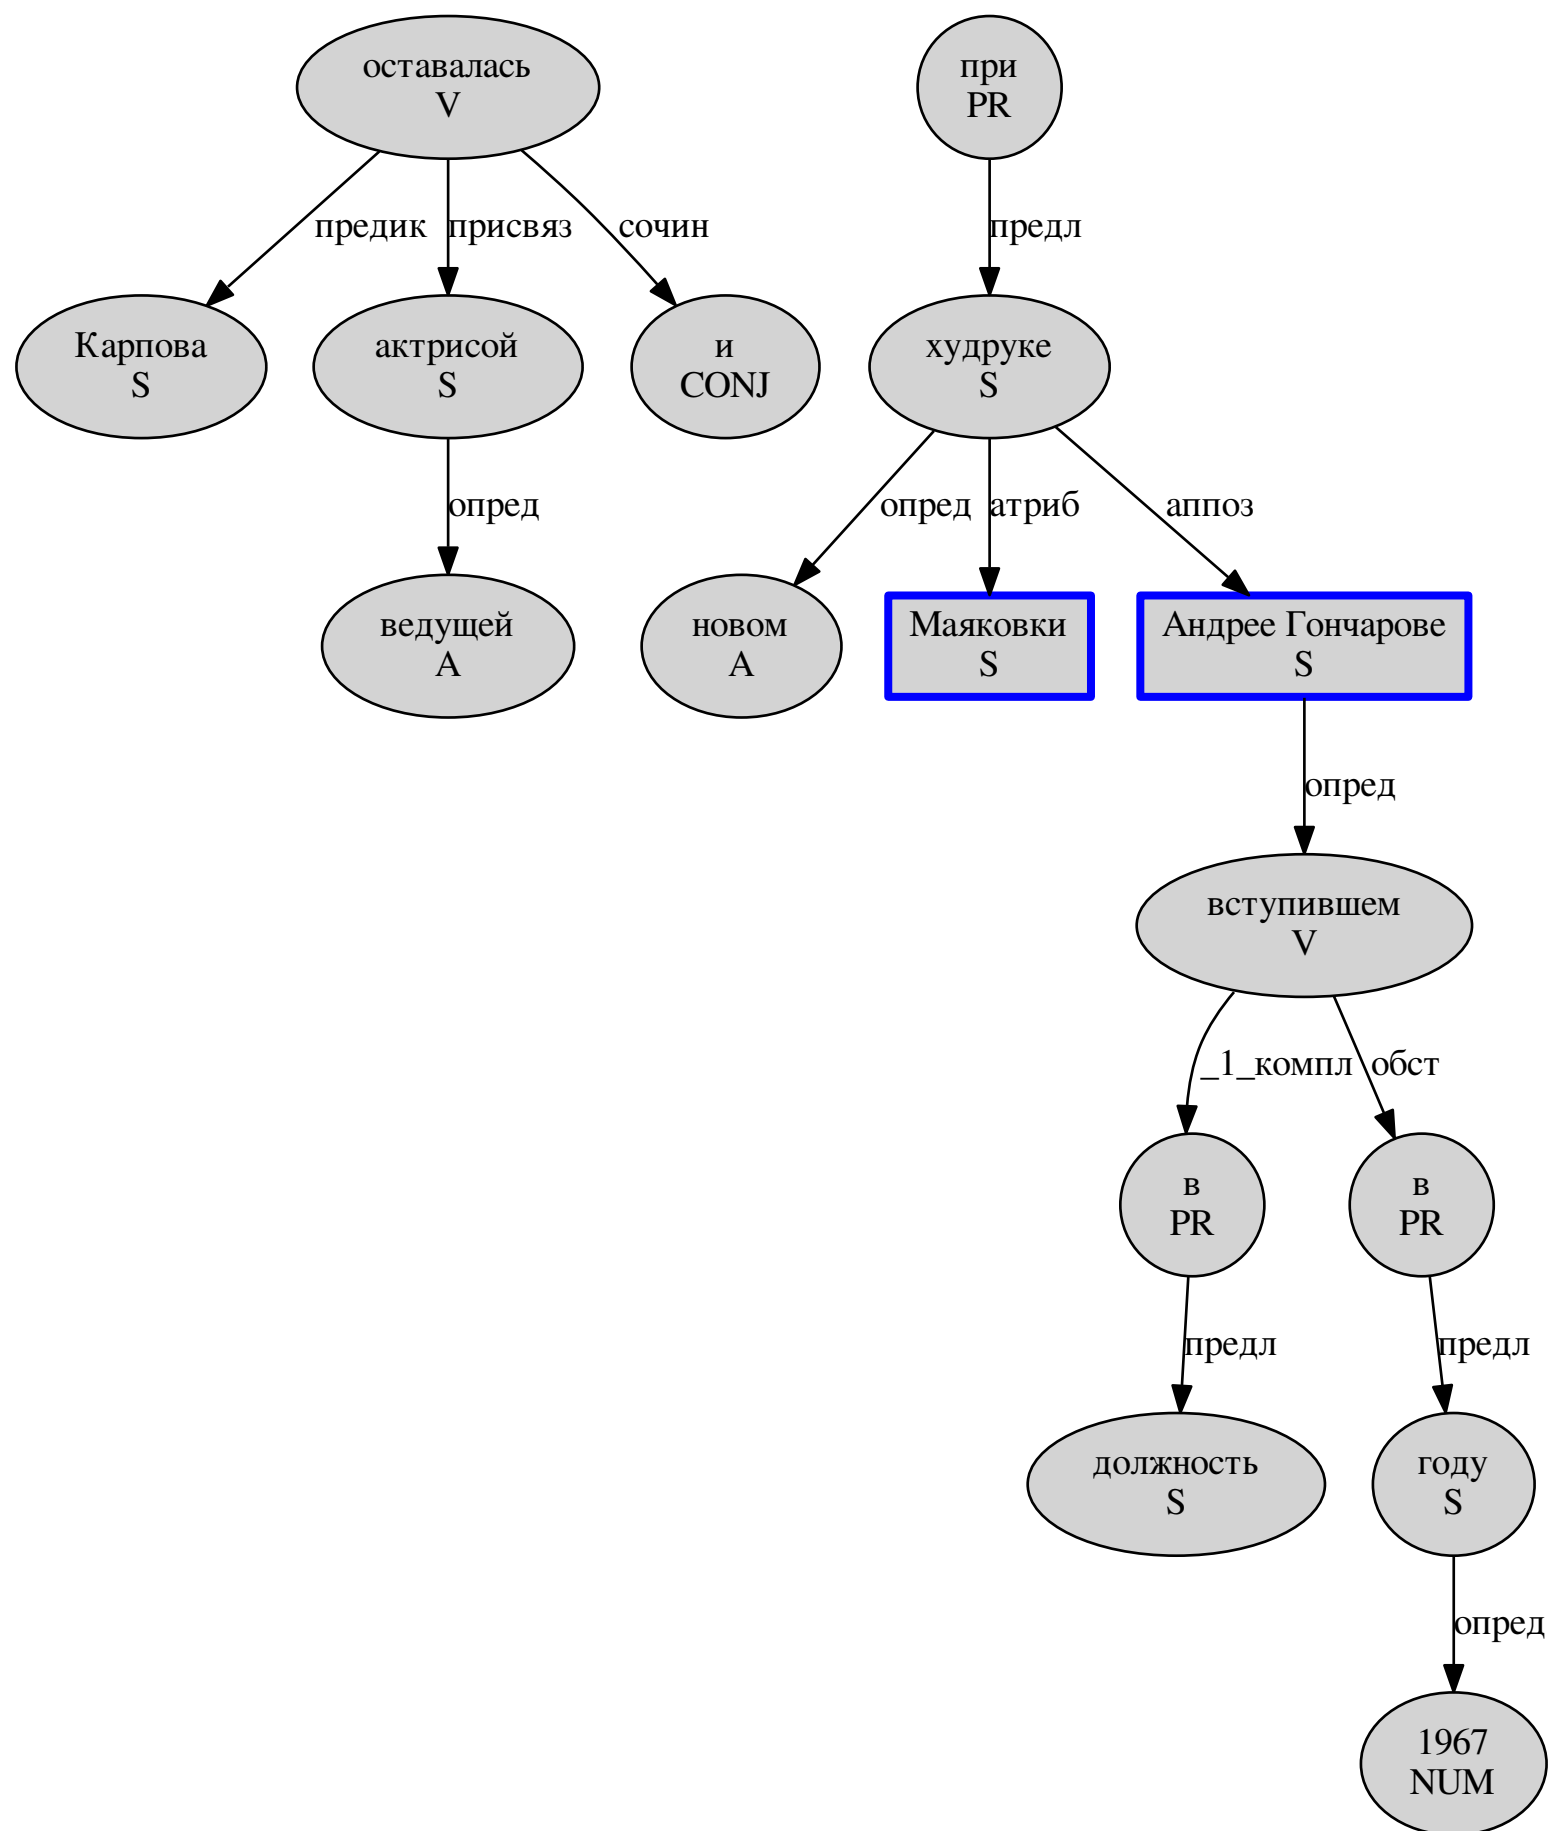 оставалась
V
при
PR
предик
присвяз
сочин
предл
Карпова
S
актрисой
S
и
CONJ
худруке
S
опред
опред
атриб
аппоз
ведущей
A
новом
A
Маяковки
S
Андрее Гончарове
S
опред
вступившем
V
_1_компл
обст
в
PR
в
PR
предл
предл
должность
S
году
S
опред
1967
NUM